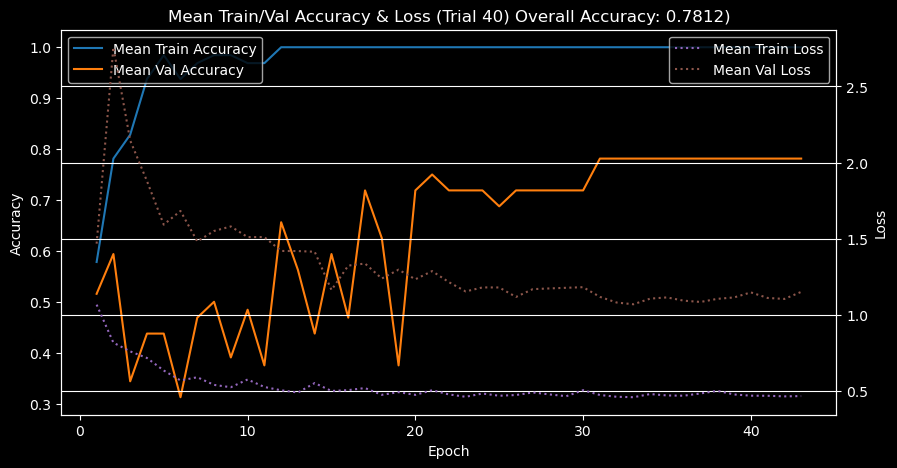 Mean Train/Val Accuracy & Loss (Trial 40) Overall Accuracy: 0.7812)
Mean Train Accuracy
Mean Val Accuracy
Mean Train Loss
Mean Val Loss
1.0
0.9
0.8
0.7
0.6
0.5
0.4
0.3
Accuracy
2.5
2.0
1.5
1.0
0.5
Loss
0
10
20
30
40
Epoch